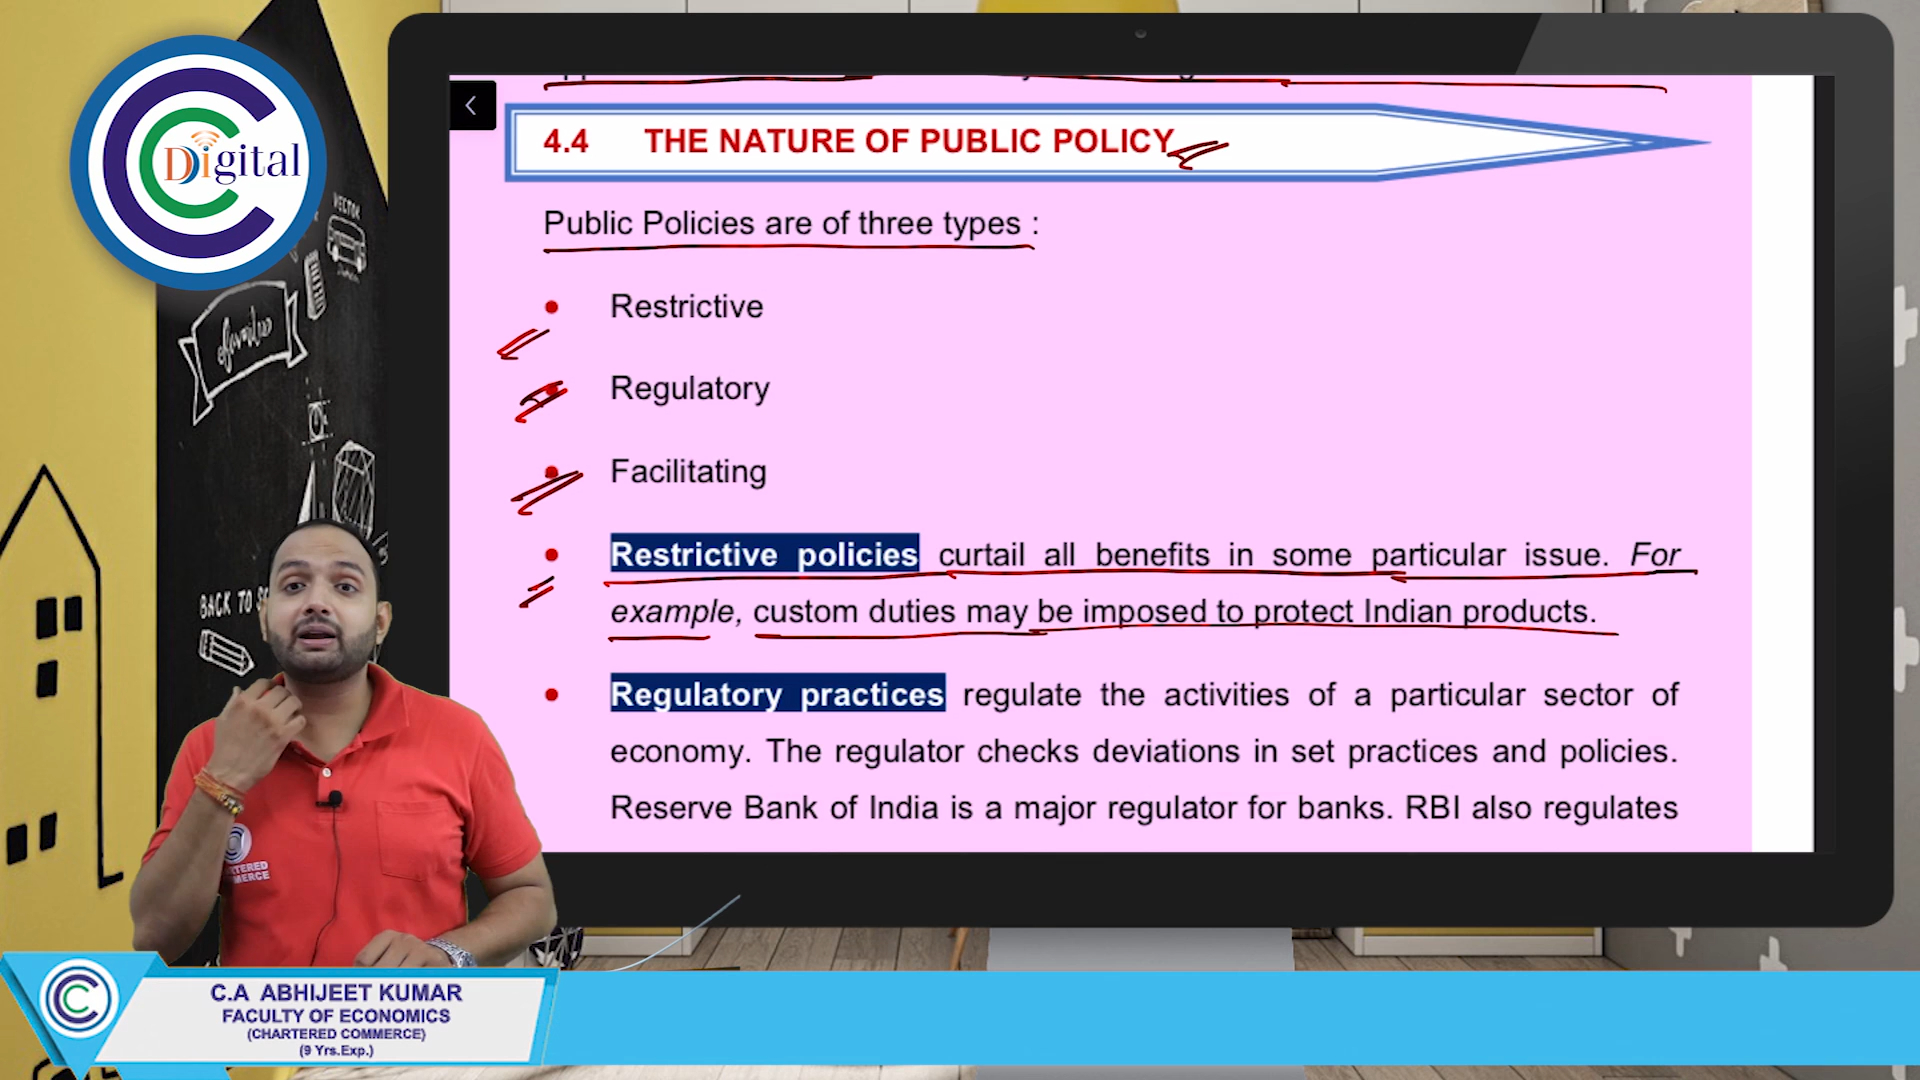 Digital
VECTOR
favorites
BACK TO
4.4 THE NATURE OF PUBLIC POLICY
Public Policies are of three types :
• Restrictive
• Regulatory
• Facilitating
• Restrictive policies curtail all benefits in some particular issue. For
example, custom duties may be imposed to protect Indian products.
• Regulatory practices regulate the activities of a particular sector of
economy. The regulator checks deviations in set practices and policies.
Reserve Bank of India is a major regulator for banks. RBI also regulates
C.A ABHIJEET KUMAR
FACULTY OF ECONOMICS
(CHARTERED COMMERCE)
(9 Yrs.Exp.)